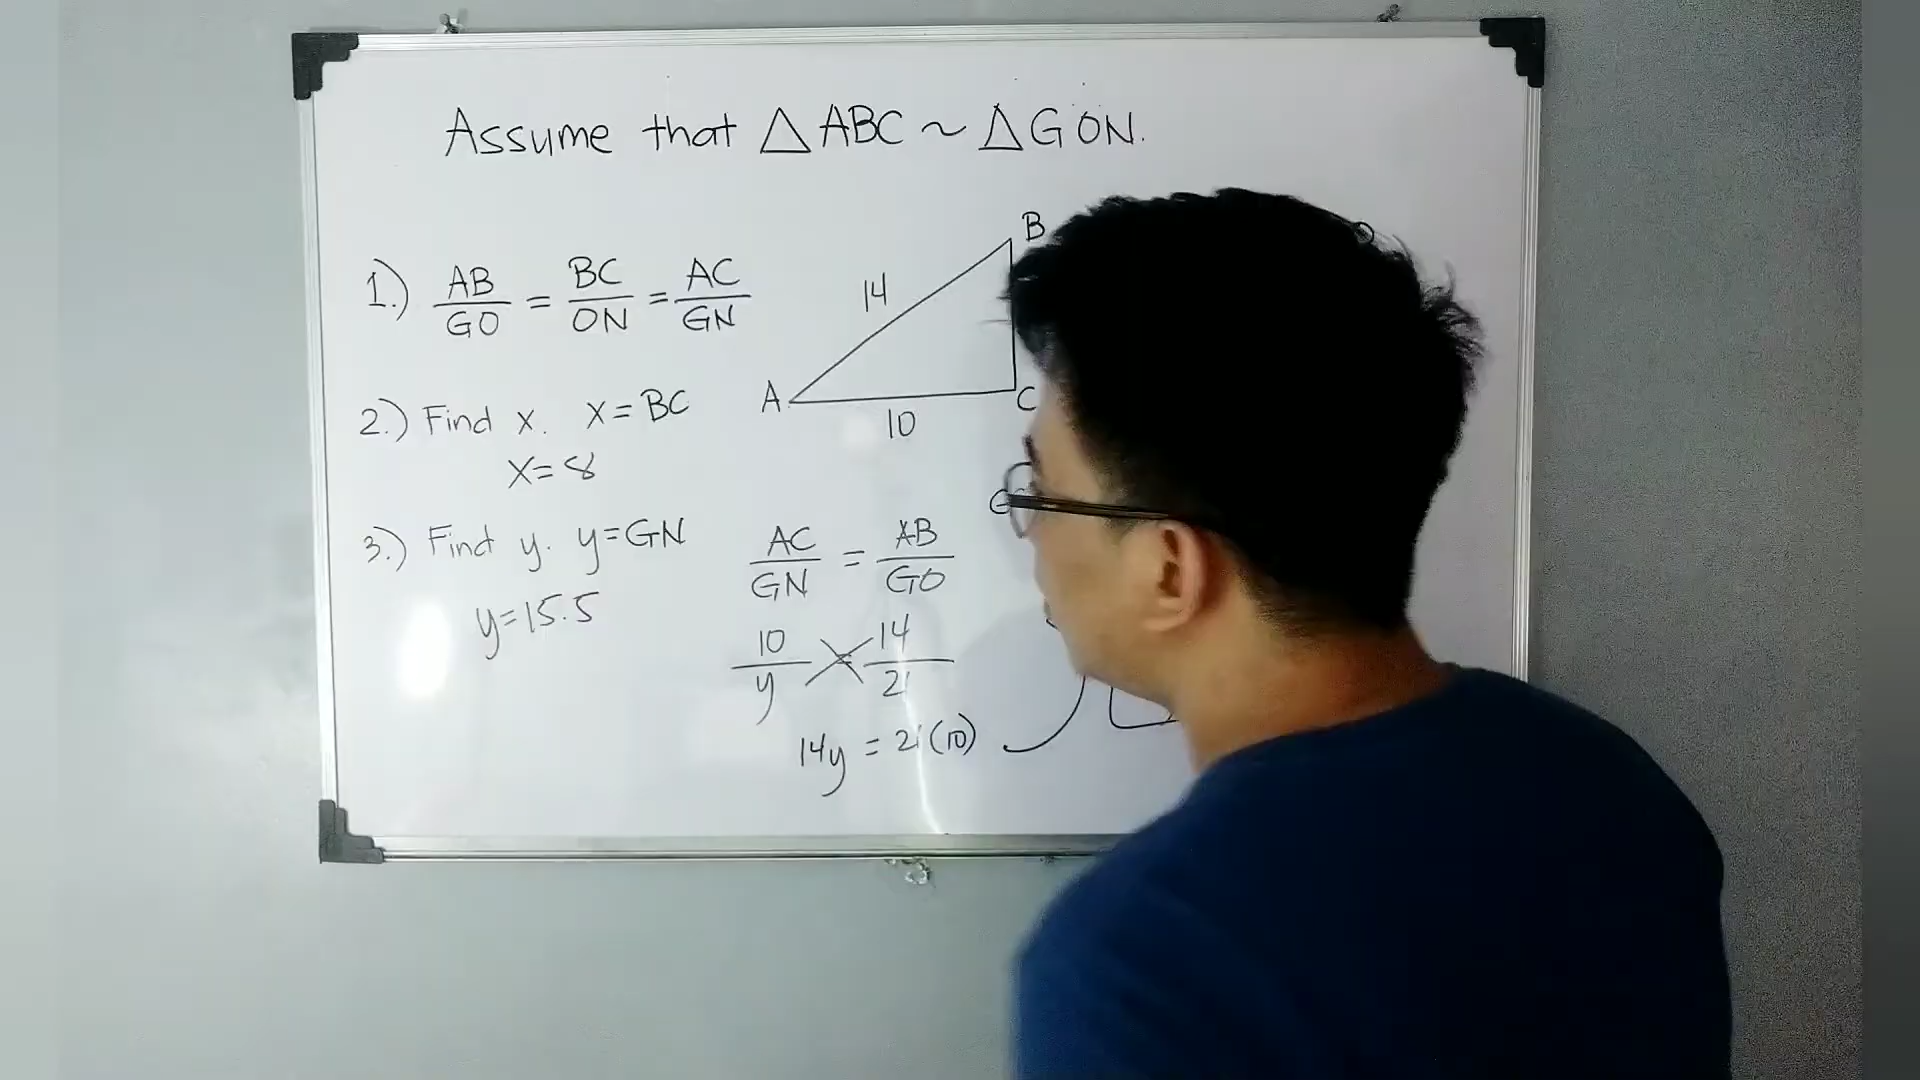 Assume that △ABC ~ △GON.
1.) AB/GO = BC/ON = AC/GN
2.) Find x. x=BC
x=8
3.) Find y. y=GN
y=15.5
B
14
A
C
10
G
O
AC/GN = AB/GO
10/y = 14/21
14y = 21(10)